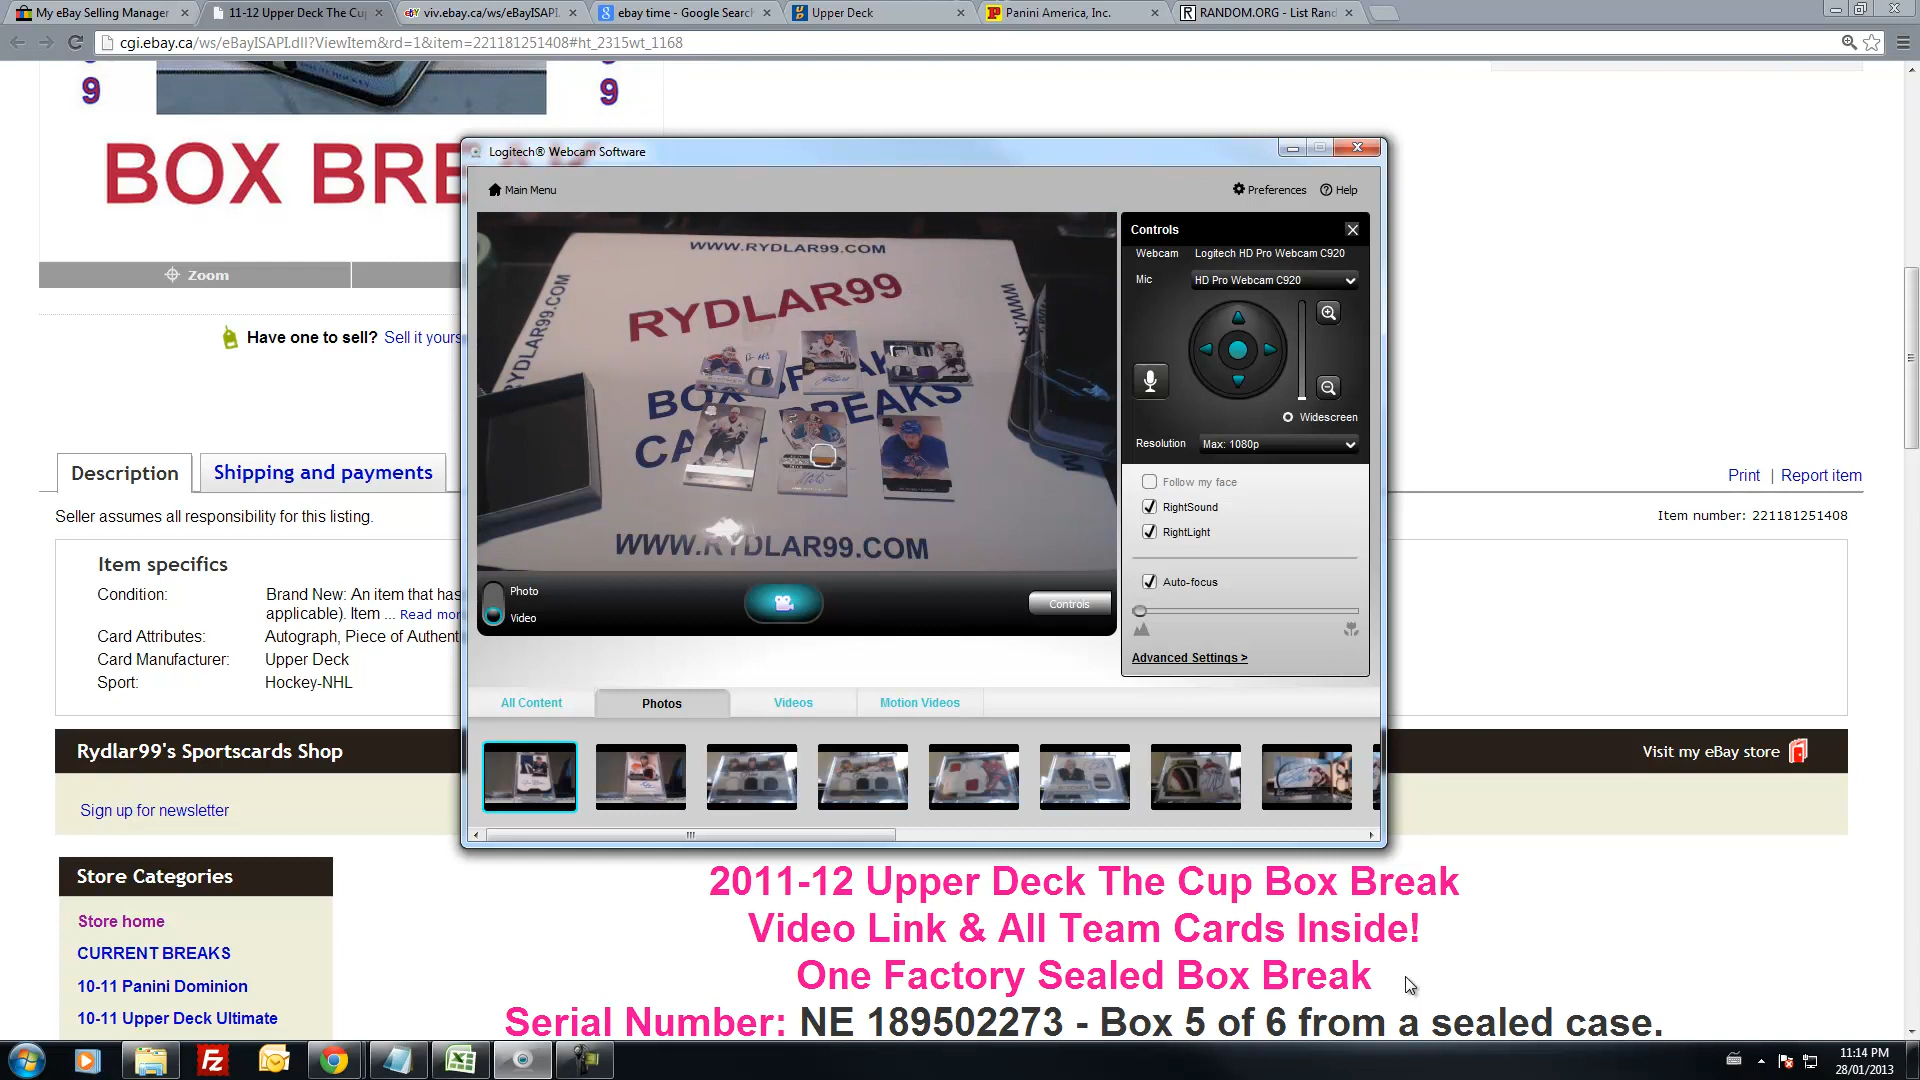 My eBay Selling Manager
11-12 Upper Deck The Cup
viv.ebay.ca/ws/eBayISAPI.
ebay time - Google Search
Upper Deck
Panini America, Inc.
RANDOM.ORG - List Rand
cgi.ebay.ca/ws/eBayISAPI.dll?ViewItem&rd=1&item=221181251408#ht_2315wt_1168
9
9
BOX BRE
Zoom
Have one to sell? Sell it yours
Logitech® Webcam Software
Main Menu
Preferences
Help
WWW.RYDLAR99.COM
WWW.RYDLAR99.COM
RYDLAR99
BOX BREAK
CA BREAKS
WWW.RYDLAR99.COM
Controls
Webcam Logitech HD Pro Webcam C920
Mic HD Pro Webcam C920
Widescreen
Resolution Max: 1080p
Follow my face
RightSound
RightLight
Auto-focus
Advanced Settings >
Photo
Video
Controls
All Content
Photos
Videos
Motion Videos
Description
Shipping and payments
Print | Report item
Seller assumes all responsibility for this listing.
Item number: 221181251408
Item specifics
Condition: Brand New: An item that has
applicable). Item ... Read mor
Card Attributes: Autograph, Piece of Authent
Card Manufacturer: Upper Deck
Sport: Hockey-NHL
Rydlar99's Sportscards Shop
Visit my eBay store
Sign up for newsletter
Store Categories
Store home
CURRENT BREAKS
10-11 Panini Dominion
10-11 Upper Deck Ultimate
2011-12 Upper Deck The Cup Box Break
Video Link & All Team Cards Inside!
One Factory Sealed Box Break
Serial Number: NE 189502273 - Box 5 of 6 from a sealed case.
11:14 PM
28/01/2013